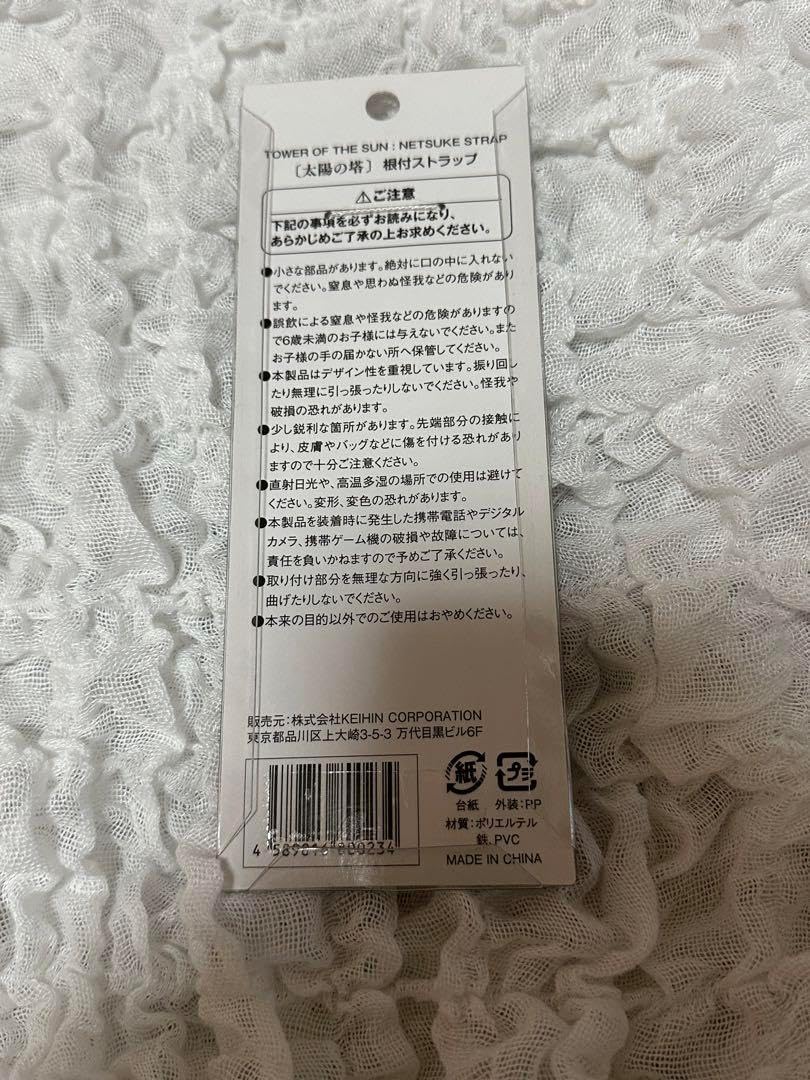 TOWER OF THE SUN : NETSUKE STRAP
〔太陽の塔〕根付ストラップ
⚠ご注意
下記の事項を必ずお読みになり、
あらかじめご了承の上お求めください。
●小さな部品があります。絶対に口の中に入れない
でください。窒息や思わぬ怪我などの危険があり
ます。
●誤飲による窒息や怪我などの危険がありますの
で6歳未満のお子様には与えないでください。また
お子様の手の届かない所へ保管してください。
●本製品はデザイン性を重視しています。振り回し
たり無理に引っ張ったりしないでください。怪我や
破損の恐れがあります。
●少し鋭利な箇所があります。先端部分の接触に
より、皮膚やバッグなどに傷を付ける恐れがあり
ますので十分ご注意ください。
●直射日光や、高温多湿の場所での使用は避けて
ください。変形、変色の恐れがあります。
●本製品を装着時に発生した携帯電話やデジタル
カメラ、携帯ゲーム機の破損や故障については、
責任を負いかねますので予めご了承ください。
●取り付け部分を無理な方向に強く引っ張ったり、
曲げたりしないでください。
●本来の目的以外でのご使用はおやめください。
販売元:株式会社KEIHIN CORPORATION
東京都品川区上大崎3-5-3 万代目黒ビル6F
紙 プラ
台紙 外装:PP
材質:ポリエルテル
鉄、PVC
MADE IN CHINA